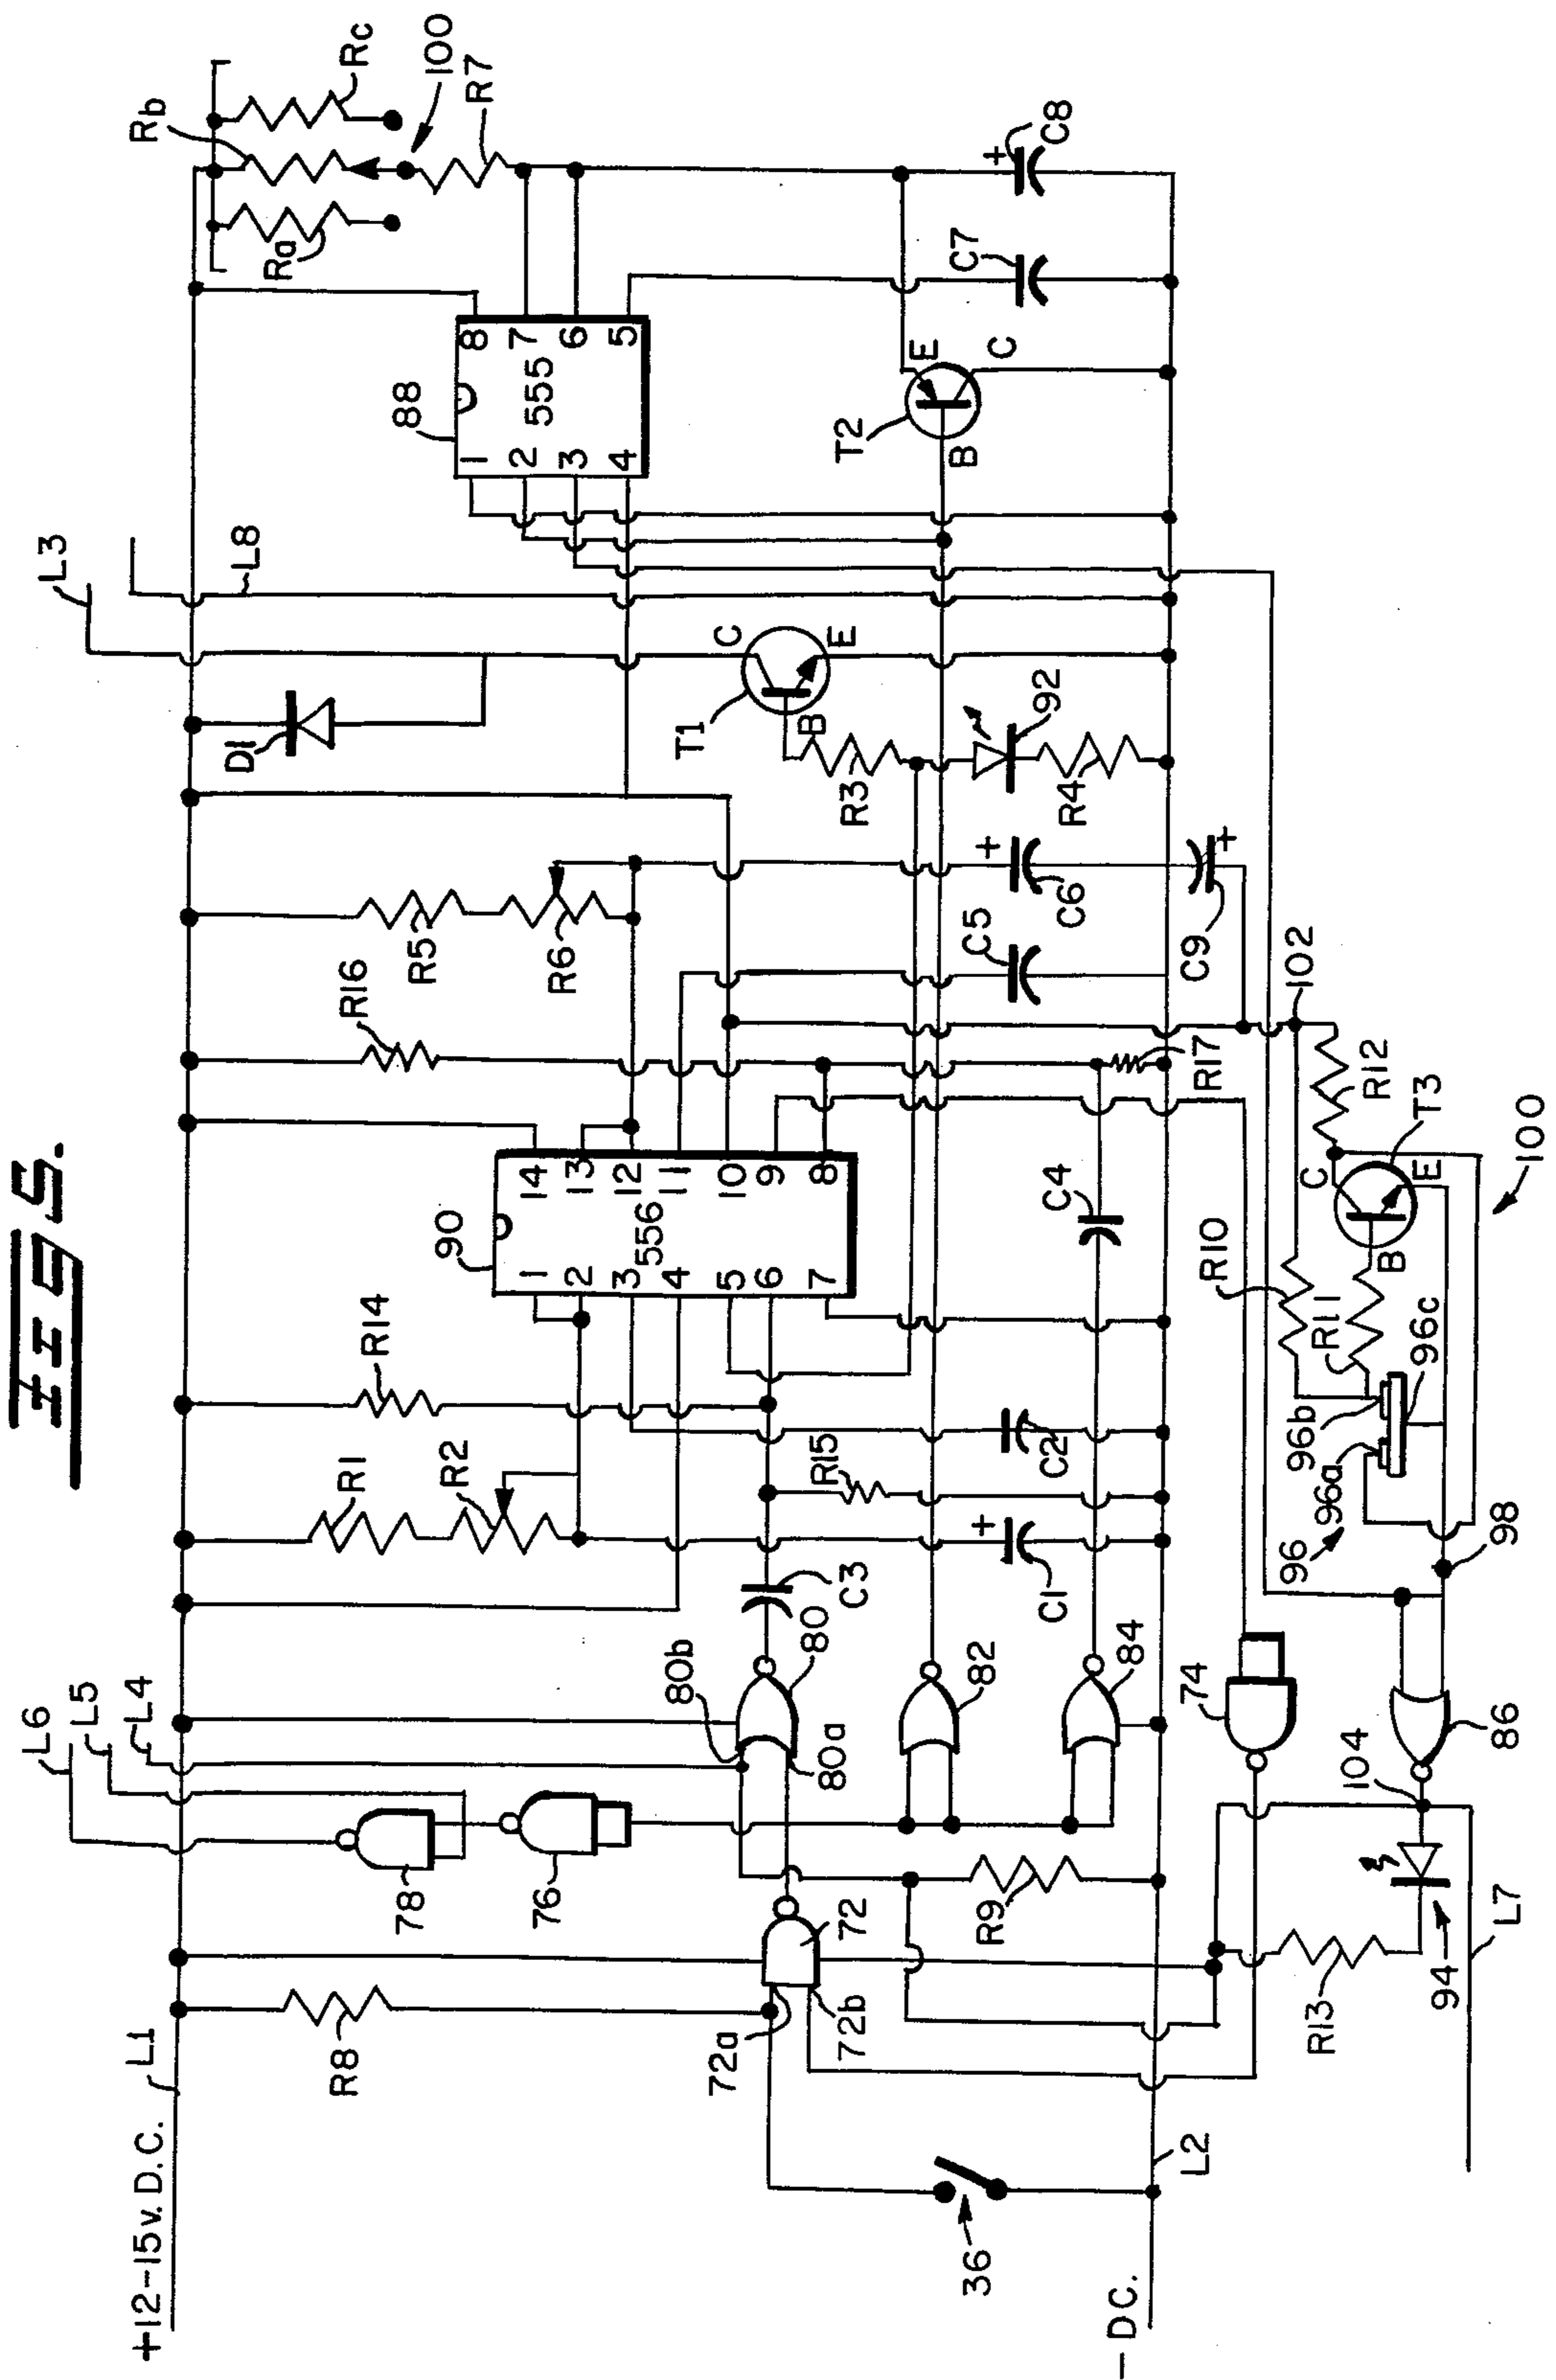 FIG 5.
+12-15 v. D.C.
L1
L6
L5
L4
L3
L8
R8
78
76
R1
R2
R14
90
R16
R5
R6
D1
88
Ra
Rb
Rc
100
R7
1
2
3
4
5
6
7
556
14
13
12
11
10
9
8
1
2
3
4
555
8
7
6
5
72a
72b
72
80b
80a
80
C3
R15
T1
B
C
E
R3
92
R4
T2
B
E
C
C7
+
C8
36
R9
82
84
+
C1
C2
C4
R17
C5
+
C6
C9
+
- D.C.
L2
74
R13
94
104
86
98
96
96a
96b
96c
R10
R11
B
C
E
T3
R12
102
100
L7